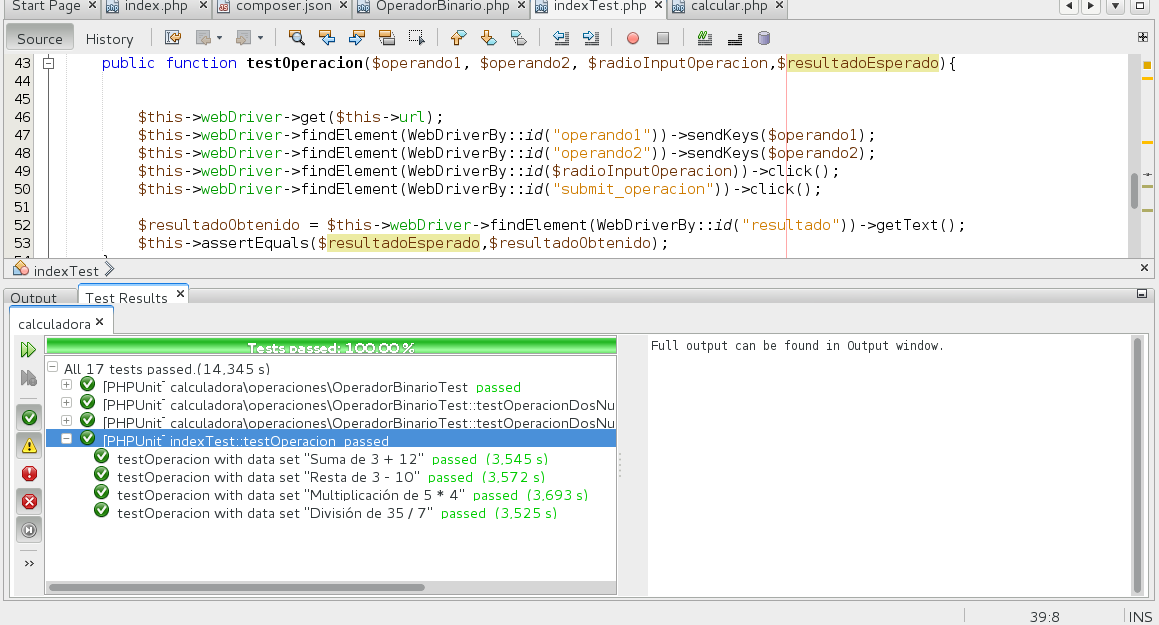 Start Page index.php composer.json OperadorBinario.php indexTest.php calcular.php
Source History
43 public function testOperacion($operando1, $operando2, $radioInputOperacion,$resultadoEsperado){
44
45
46 $this->webDriver->get($this->url);
47 $this->webDriver->findElement(WebDriverBy::id("operando1"))->sendKeys($operando1);
48 $this->webDriver->findElement(WebDriverBy::id("operando2"))->sendKeys($operando2);
49 $this->webDriver->findElement(WebDriverBy::id($radioInputOperacion))->click();
50 $this->webDriver->findElement(WebDriverBy::id("submit_operacion"))->click();
51
52 $resultadoObtenido = $this->webDriver->findElement(WebDriverBy::id("resultado"))->getText();
53 $this->assertEquals($resultadoEsperado,$resultadoObtenido);
54 }
indexTest
Output Test Results
calculadora
Tests passed: 100.00 %
Full output can be found in Output window.
All 17 tests passed.(14,345 s)
[PHPUnit] calculadora\operaciones\OperadorBinarioTest passed
[PHPUnit] calculadora\operaciones\OperadorBinarioTest::testOperacionDosNu
[PHPUnit] calculadora\operaciones\OperadorBinarioTest::testOperacionDosNu
[PHPUnit] indexTest::testOperacion passed
testOperacion with data set "Suma de 3 + 12" passed (3,545 s)
testOperacion with data set "Resta de 3 - 10" passed (3,572 s)
testOperacion with data set "Multiplicación de 5 * 4" passed (3,693 s)
testOperacion with data set "División de 35 / 7" passed (3,525 s)
>>
39:8 INS